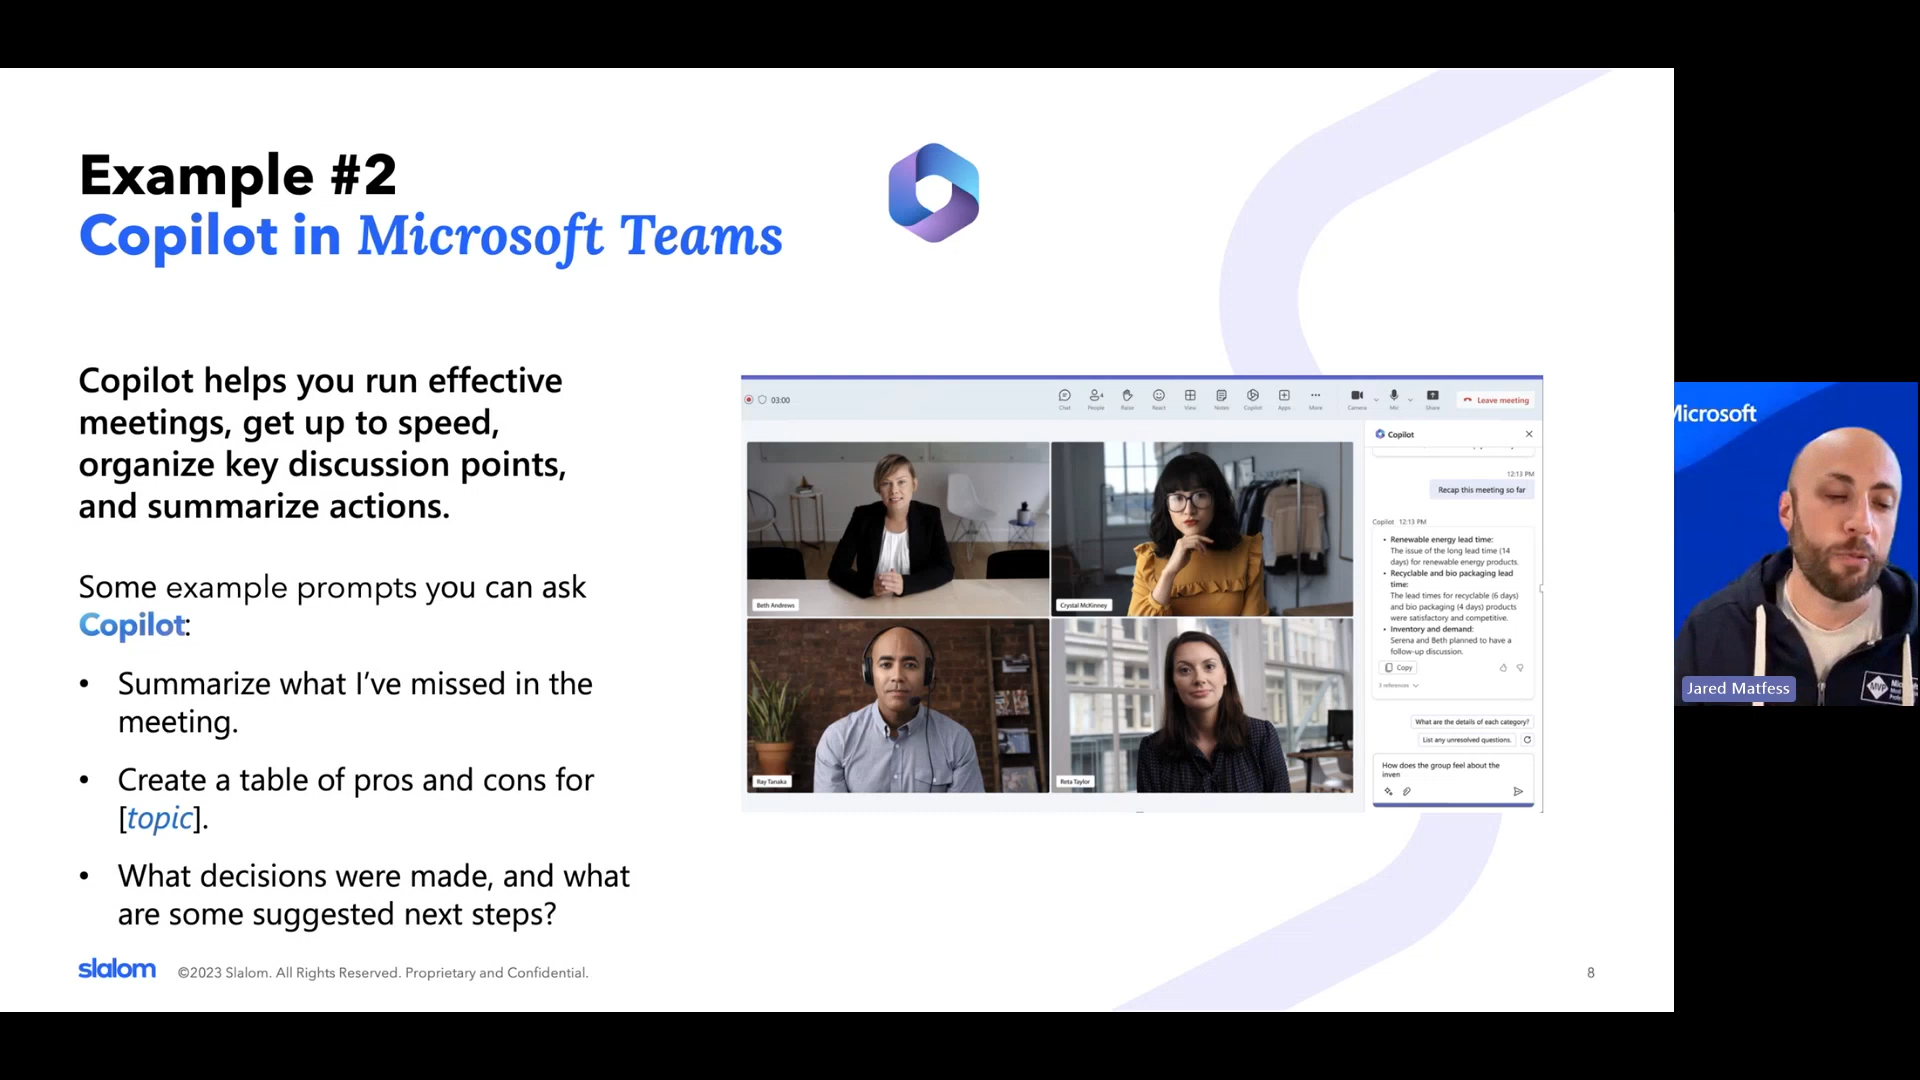 Example #2
Copilot in Microsoft Teams
Copilot helps you run effective
meetings, get up to speed,
organize key discussion points,
and summarize actions.
Some example prompts you can ask
Copilot:
• Summarize what I've missed in the
meeting.
• Create a table of pros and cons for
[topic].
• What decisions were made, and what
are some suggested next steps?
slalom
©2023 Slalom. All Rights Reserved. Proprietary and Confidential.
8
03:00
Chat
People
Raise
React
View
Notes
Copilot
Apps
More
Camera
Mic
Share
Leave meeting
Beth Andrews
Crystal McKinney
Ray Tanaka
Reta Taylor
Copilot
12:13 PM
Recap this meeting so far
Copilot 12:13 PM
• Renewable energy lead time:
The issue of the long lead time (14
days) for renewable energy products.
• Recyclable and bio packaging lead
time:
The lead times for recyclable (6 days)
and bio packaging (4 days) products
were satisfactory and competitive.
• Inventory and demand:
Serena and Beth planned to have a
follow-up discussion.
Copy
3 references
What are the details of each category?
List any unresolved questions.
How does the group feel about the
inven
Microsoft
MVP
Jared Matfess